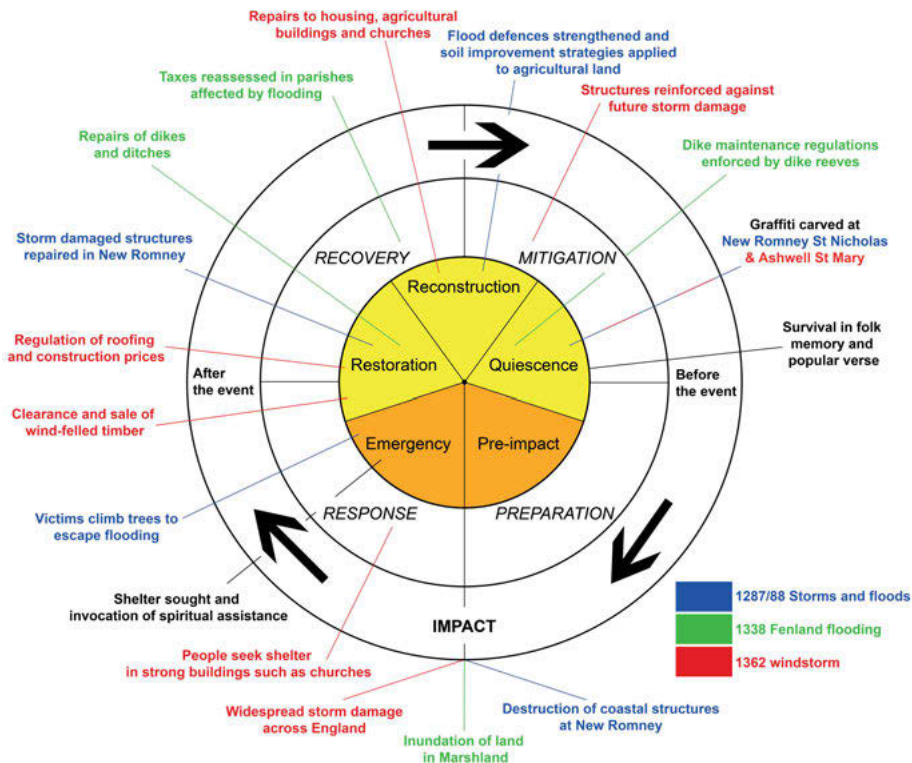 Repairs to housing, agricultural
buildings and churches
Flood defences strengthened and
soil improvement strategies applied
to agricultural land
Taxes reassessed in parishes
affected by flooding
Structures reinforced against
future storm damage
Repairs of dikes
and ditches
Dike maintenance regulations
enforced by dike reeves
Storm damaged structures
repaired in New Romney
Graffiti carved at
New Romney St Nicholas
& Ashwell St Mary
RECOVERY
MITIGATION
Reconstruction
Regulation of roofing
and construction prices
Restoration
Quiescence
Survival in folk
memory and
popular verse
After
the event
Before
the event
Clearance and sale of
wind-felled timber
Emergency
Pre-impact
Victims climb trees to
escape flooding
RESPONSE
PREPARATION
Shelter sought and
invocation of spiritual assistance
IMPACT
1287/88 Storms and floods
1338 Fenland flooding
1362 windstorm
People seek shelter
in strong buildings such as churches
Widespread storm damage
across England
Destruction of coastal structures
at New Romney
Inundation of land
in Marshland